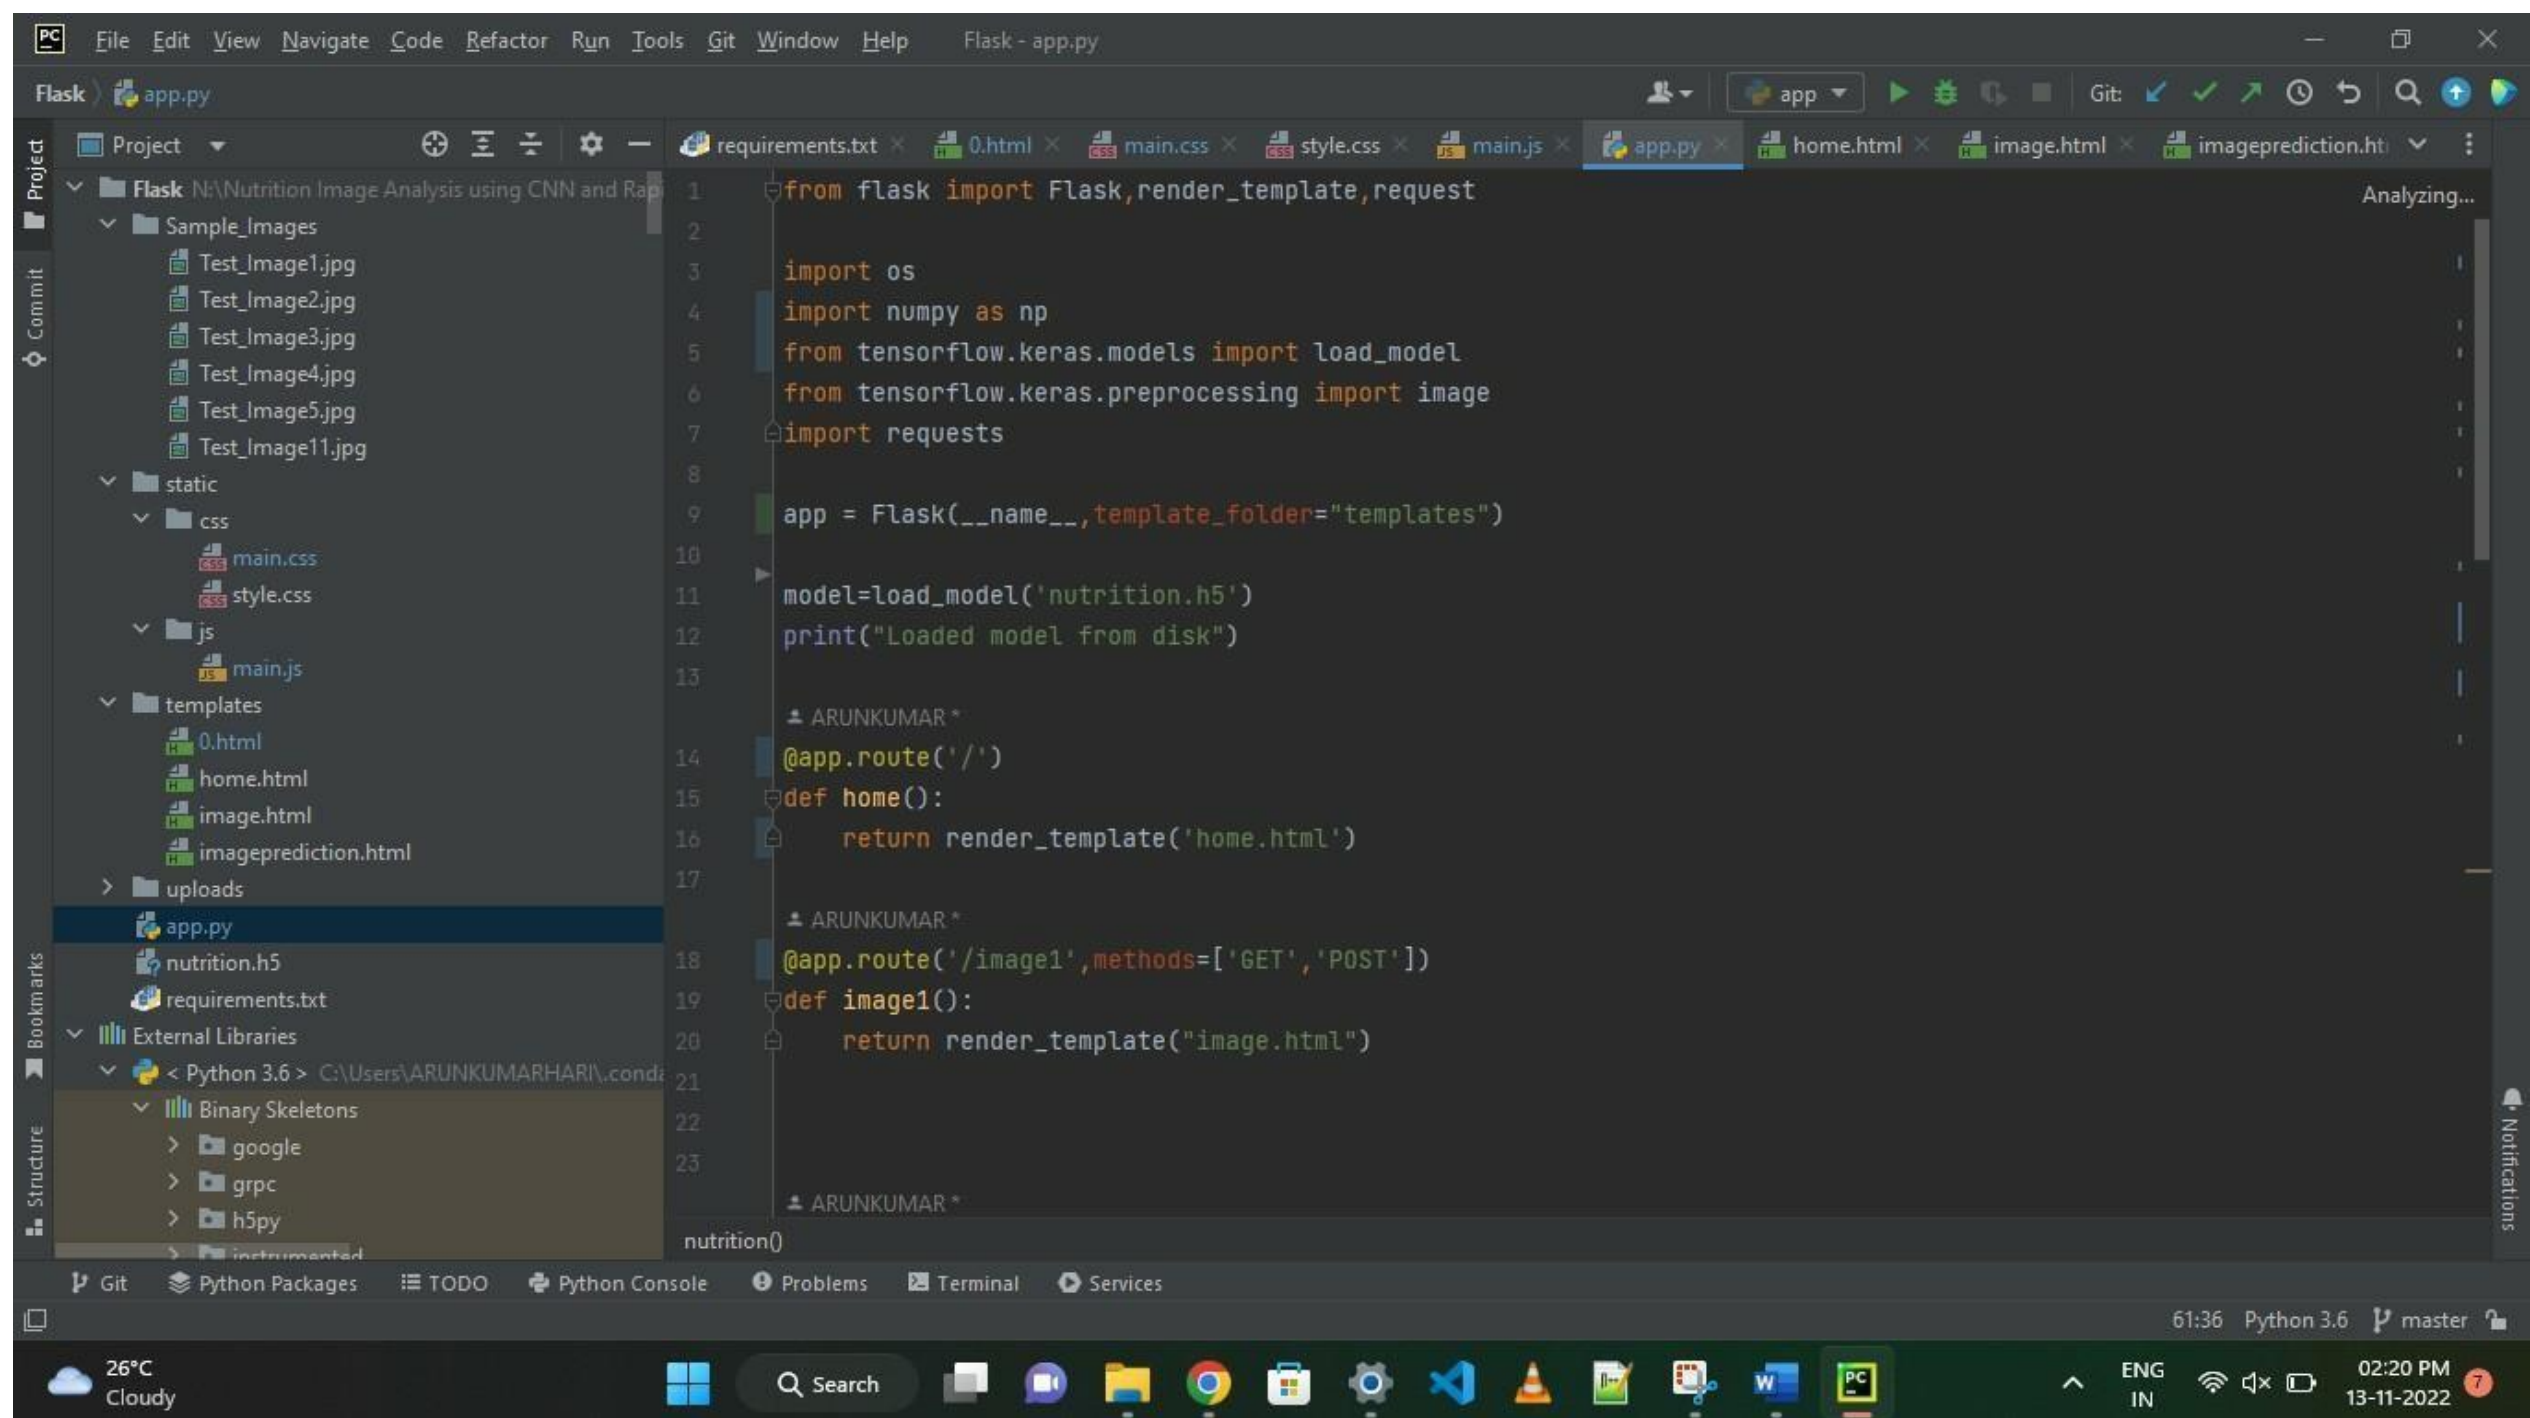 PC File Edit View Navigate Code Refactor Run Tools Git Window Help Flask - app.py
Flask app.py app Git:
Project
requirements.txt 0.html main.css style.css main.js app.py home.html image.html imageprediction.ht
Project
Commit
Bookmarks
Structure
Flask N:\Nutrition Image Analysis using CNN and Rapi
Sample_Images
Test_Image1.jpg
Test_Image2.jpg
Test_Image3.jpg
Test_Image4.jpg
Test_Image5.jpg
Test_Image11.jpg
static
css
main.css
style.css
js
main.js
templates
0.html
home.html
image.html
imageprediction.html
uploads
app.py
nutrition.h5
requirements.txt
External Libraries
< Python 3.6 > C:\Users\ARUNKUMARHARI\.conda
Binary Skeletons
google
grpc
h5py
instrumented
Analyzing...
1 from flask import Flask,render_template,request
2
3 import os
4 import numpy as np
5 from tensorflow.keras.models import load_model
6 from tensorflow.keras.preprocessing import image
7 import requests
8
9 app = Flask(__name__,template_folder="templates")
10
11 model=load_model('nutrition.h5')
12 print("Loaded model from disk")
13
ARUNKUMAR *
14 @app.route('/')
15 def home():
16 return render_template('home.html')
17
ARUNKUMAR *
18 @app.route('/image1',methods=['GET','POST'])
19 def image1():
20 return render_template("image.html")
21
22
23
ARUNKUMAR *
nutrition()
Notifications
Git Python Packages TODO Python Console Problems Terminal Services
61:36 Python 3.6 master
26°C
Cloudy
Search
ENG
IN
02:20 PM
13-11-2022
7